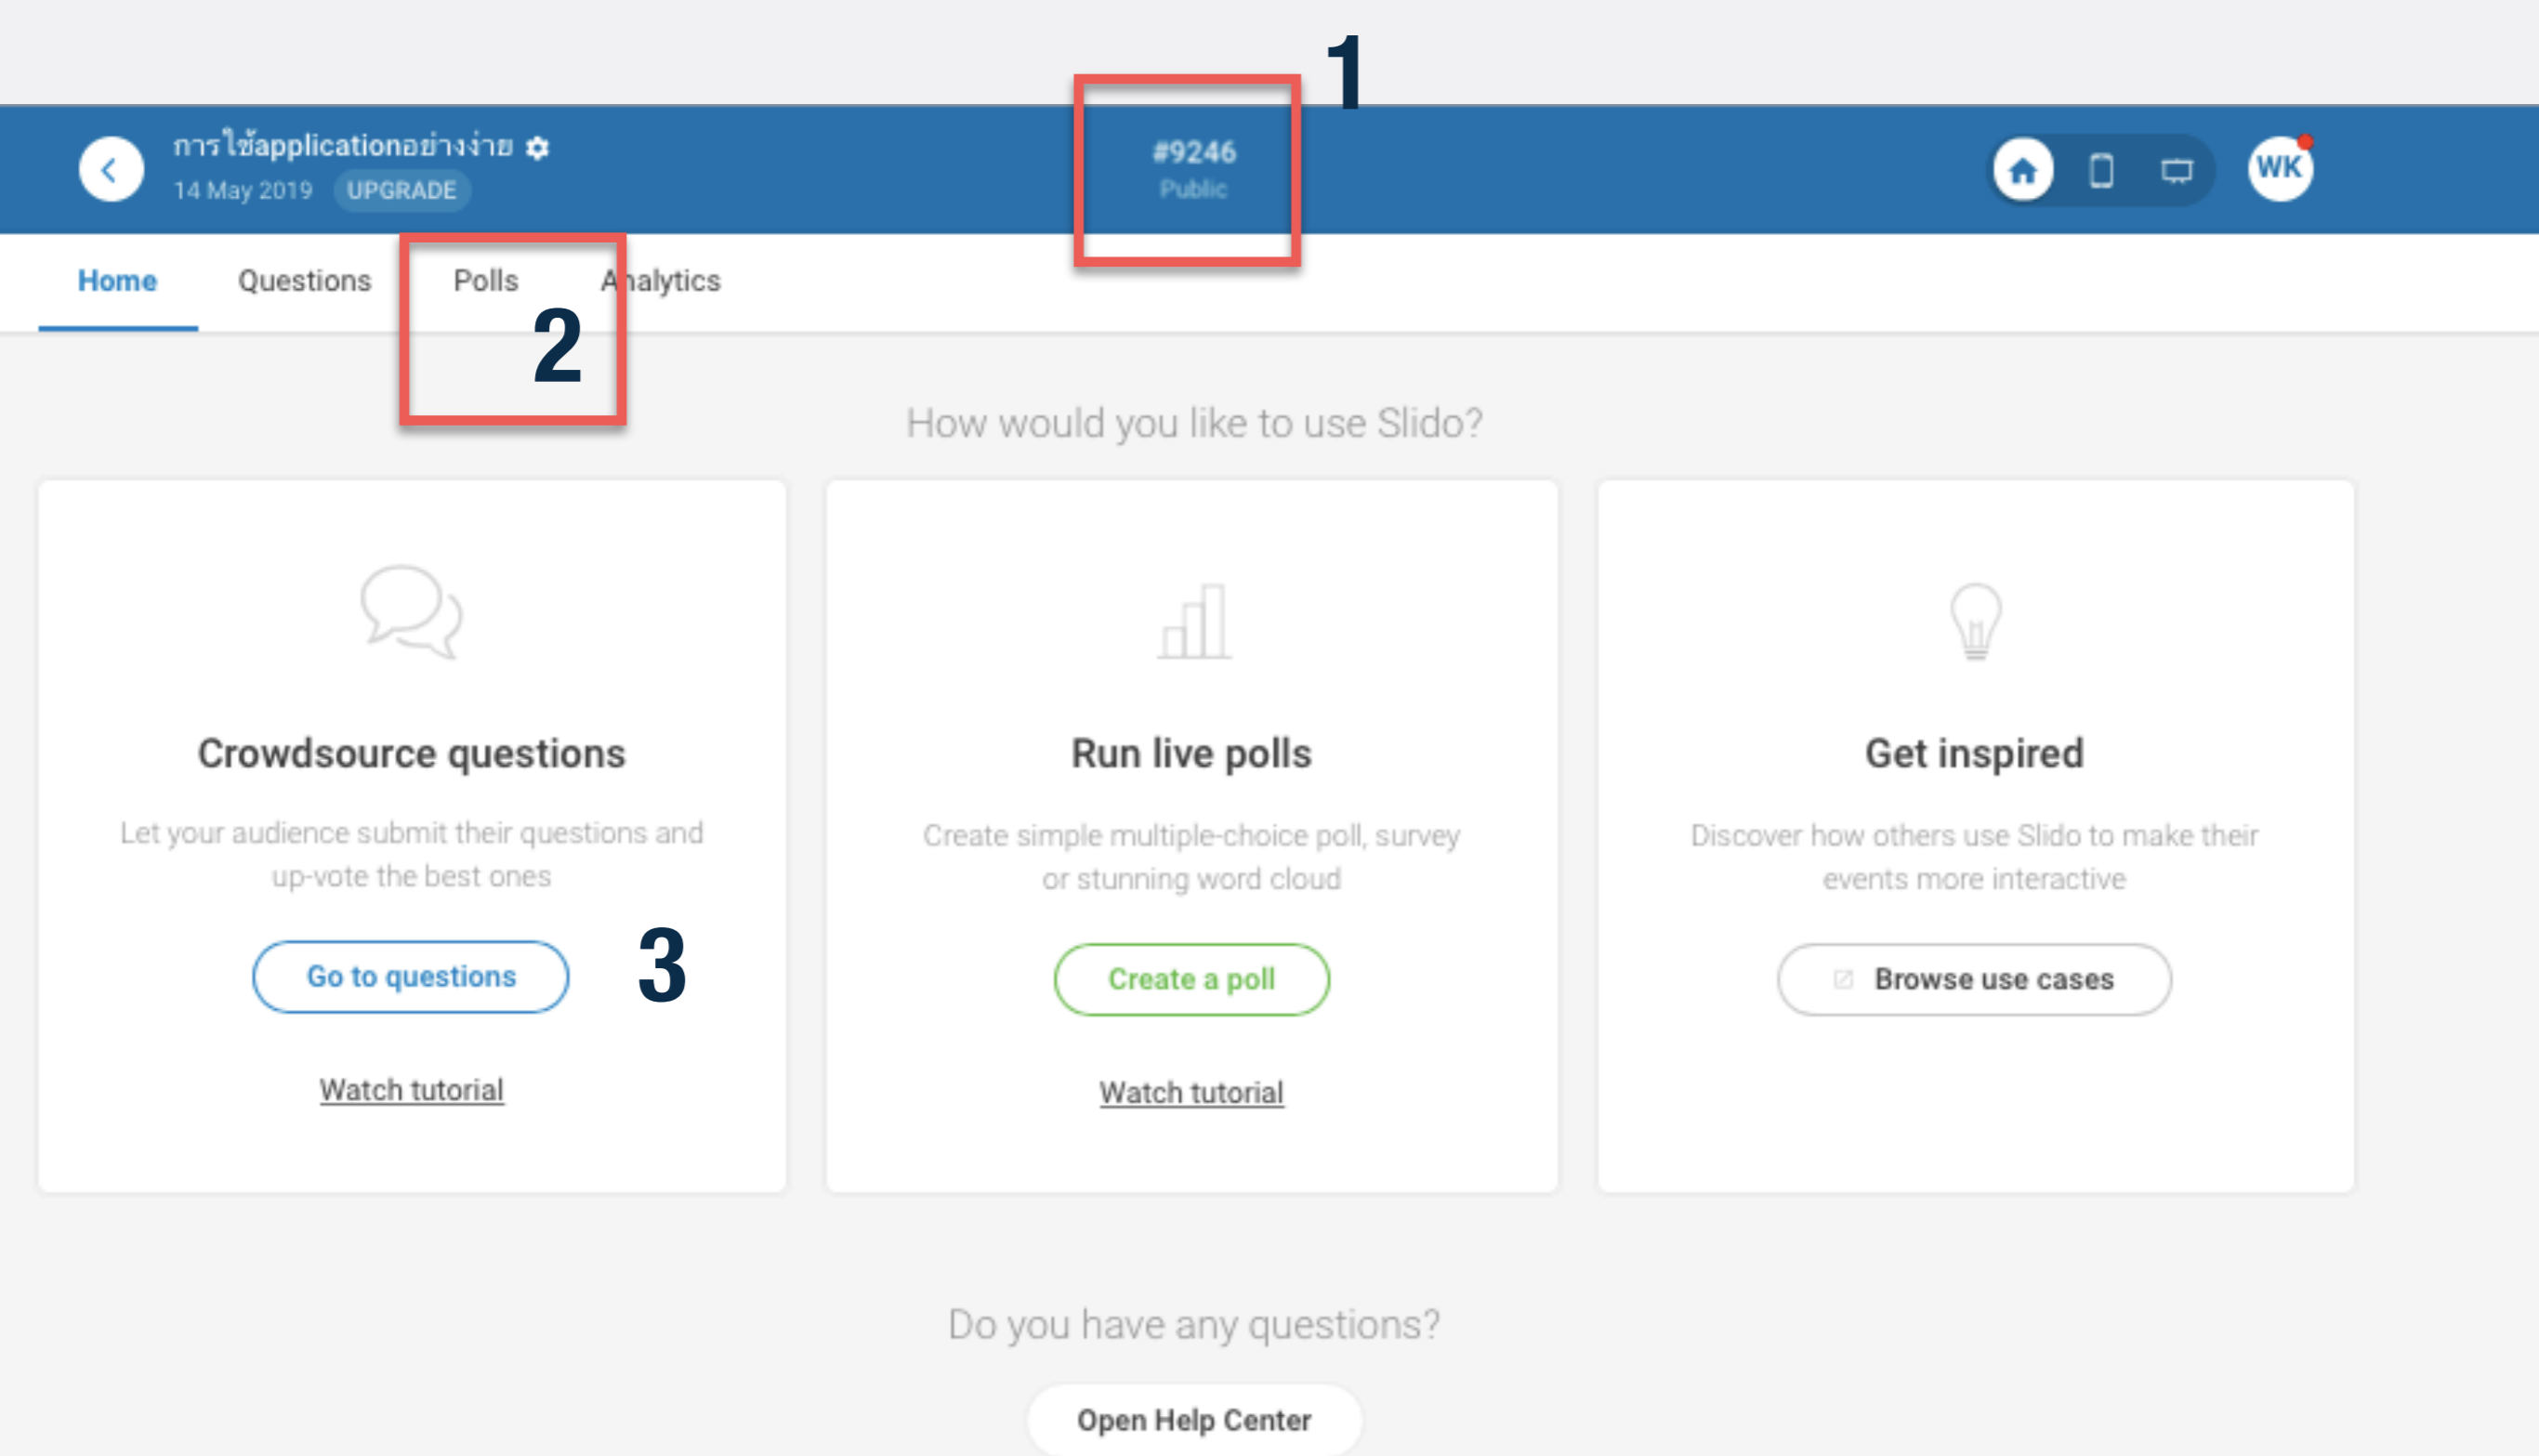 1
การใช้applicationอย่างง่าย
14 May 2019 UPGRADE
#9246
Public
WK
Home Questions Polls Analytics
2
How would you like to use Slido?
Crowdsource questions
Let your audience submit their questions and
up-vote the best ones
Go to questions
3
Watch tutorial
Run live polls
Create simple multiple-choice poll, survey
or stunning word cloud
Create a poll
Watch tutorial
Get inspired
Discover how others use Slido to make their
events more interactive
Browse use cases
Do you have any questions?
Open Help Center